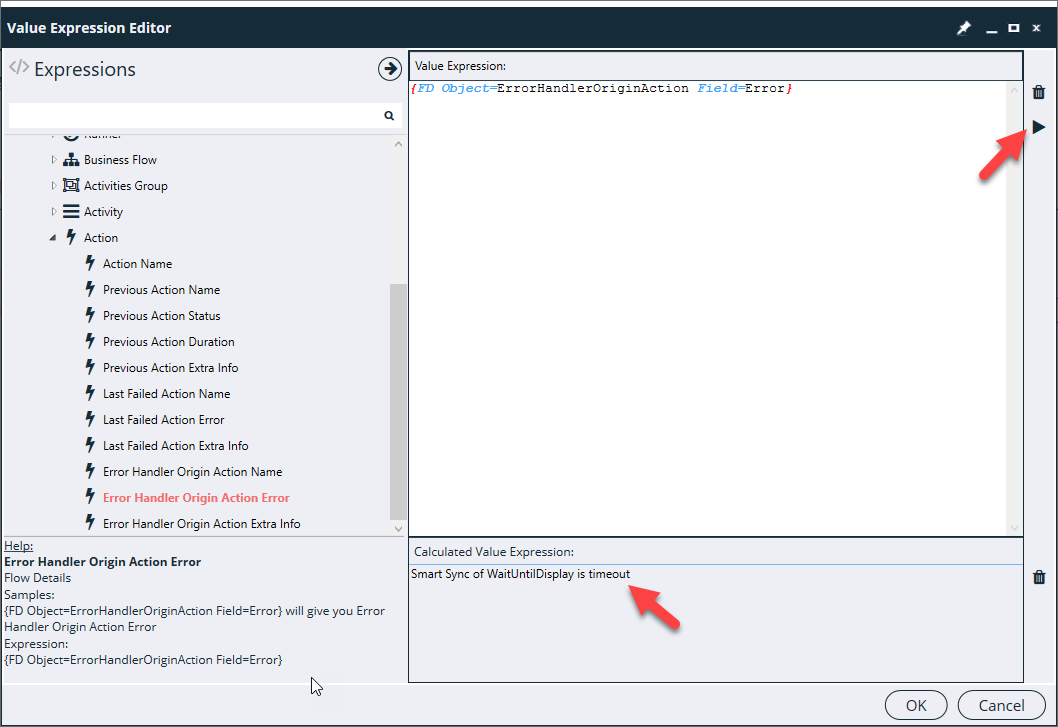 Value Expression Editor
Expressions
Business Flow
Activities Group
Activity
Action
Action Name
Previous Action Name
Previous Action Status
Previous Action Duration
Previous Action Extra Info
Last Failed Action Name
Last Failed Action Error
Last Failed Action Extra Info
Error Handler Origin Action Name
Error Handler Origin Action Error
Error Handler Origin Action Extra Info
Help:
Error Handler Origin Action Error
Flow Details
Samples:
{FD Object=ErrorHandlerOriginAction Field=Error} will give you Error
Handler Origin Action Error
Expression:
{FD Object=ErrorHandlerOriginAction Field=Error}
Value Expression:
{FD Object=ErrorHandlerOriginAction Field=Error}
Calculated Value Expression:
Smart Sync of WaitUntilDisplay is timeout
OK
Cancel